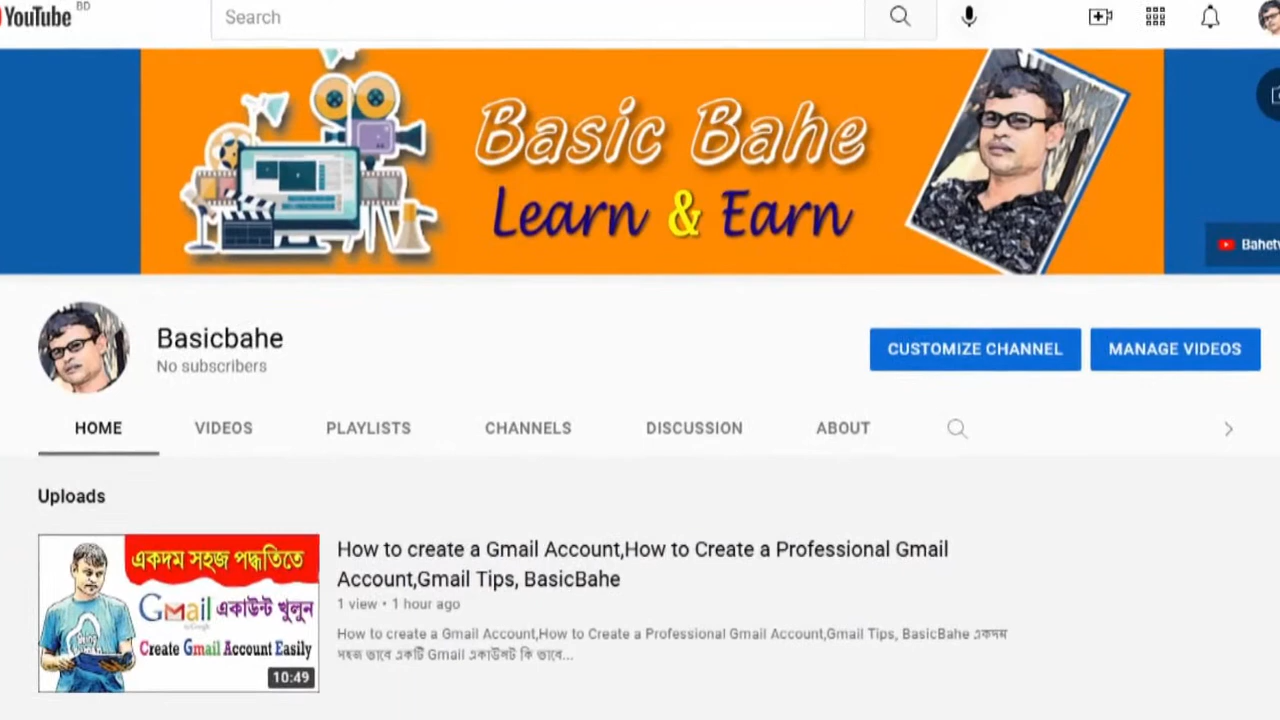 YouTube BD
Search
Basic Bahe
Learn & Earn
Basicbahe
No subscribers
CUSTOMIZE CHANNEL
MANAGE VIDEOS
HOME
VIDEOS
PLAYLISTS
CHANNELS
DISCUSSION
ABOUT
Uploads
একদম সহজ পদ্ধতিতে
Gmail একাউন্ট খুলুন
by Google
Create Gmail Account Easily
10:49
How to create a Gmail Account,How to Create a Professional Gmail
Account,Gmail Tips, BasicBahe
1 view • 1 hour ago
How to create a Gmail Account,How to Create a Professional Gmail Account,Gmail Tips, BasicBahe একদম
সহজ ভাবে একটি Gmail একাউন্ট কি ভাবে...